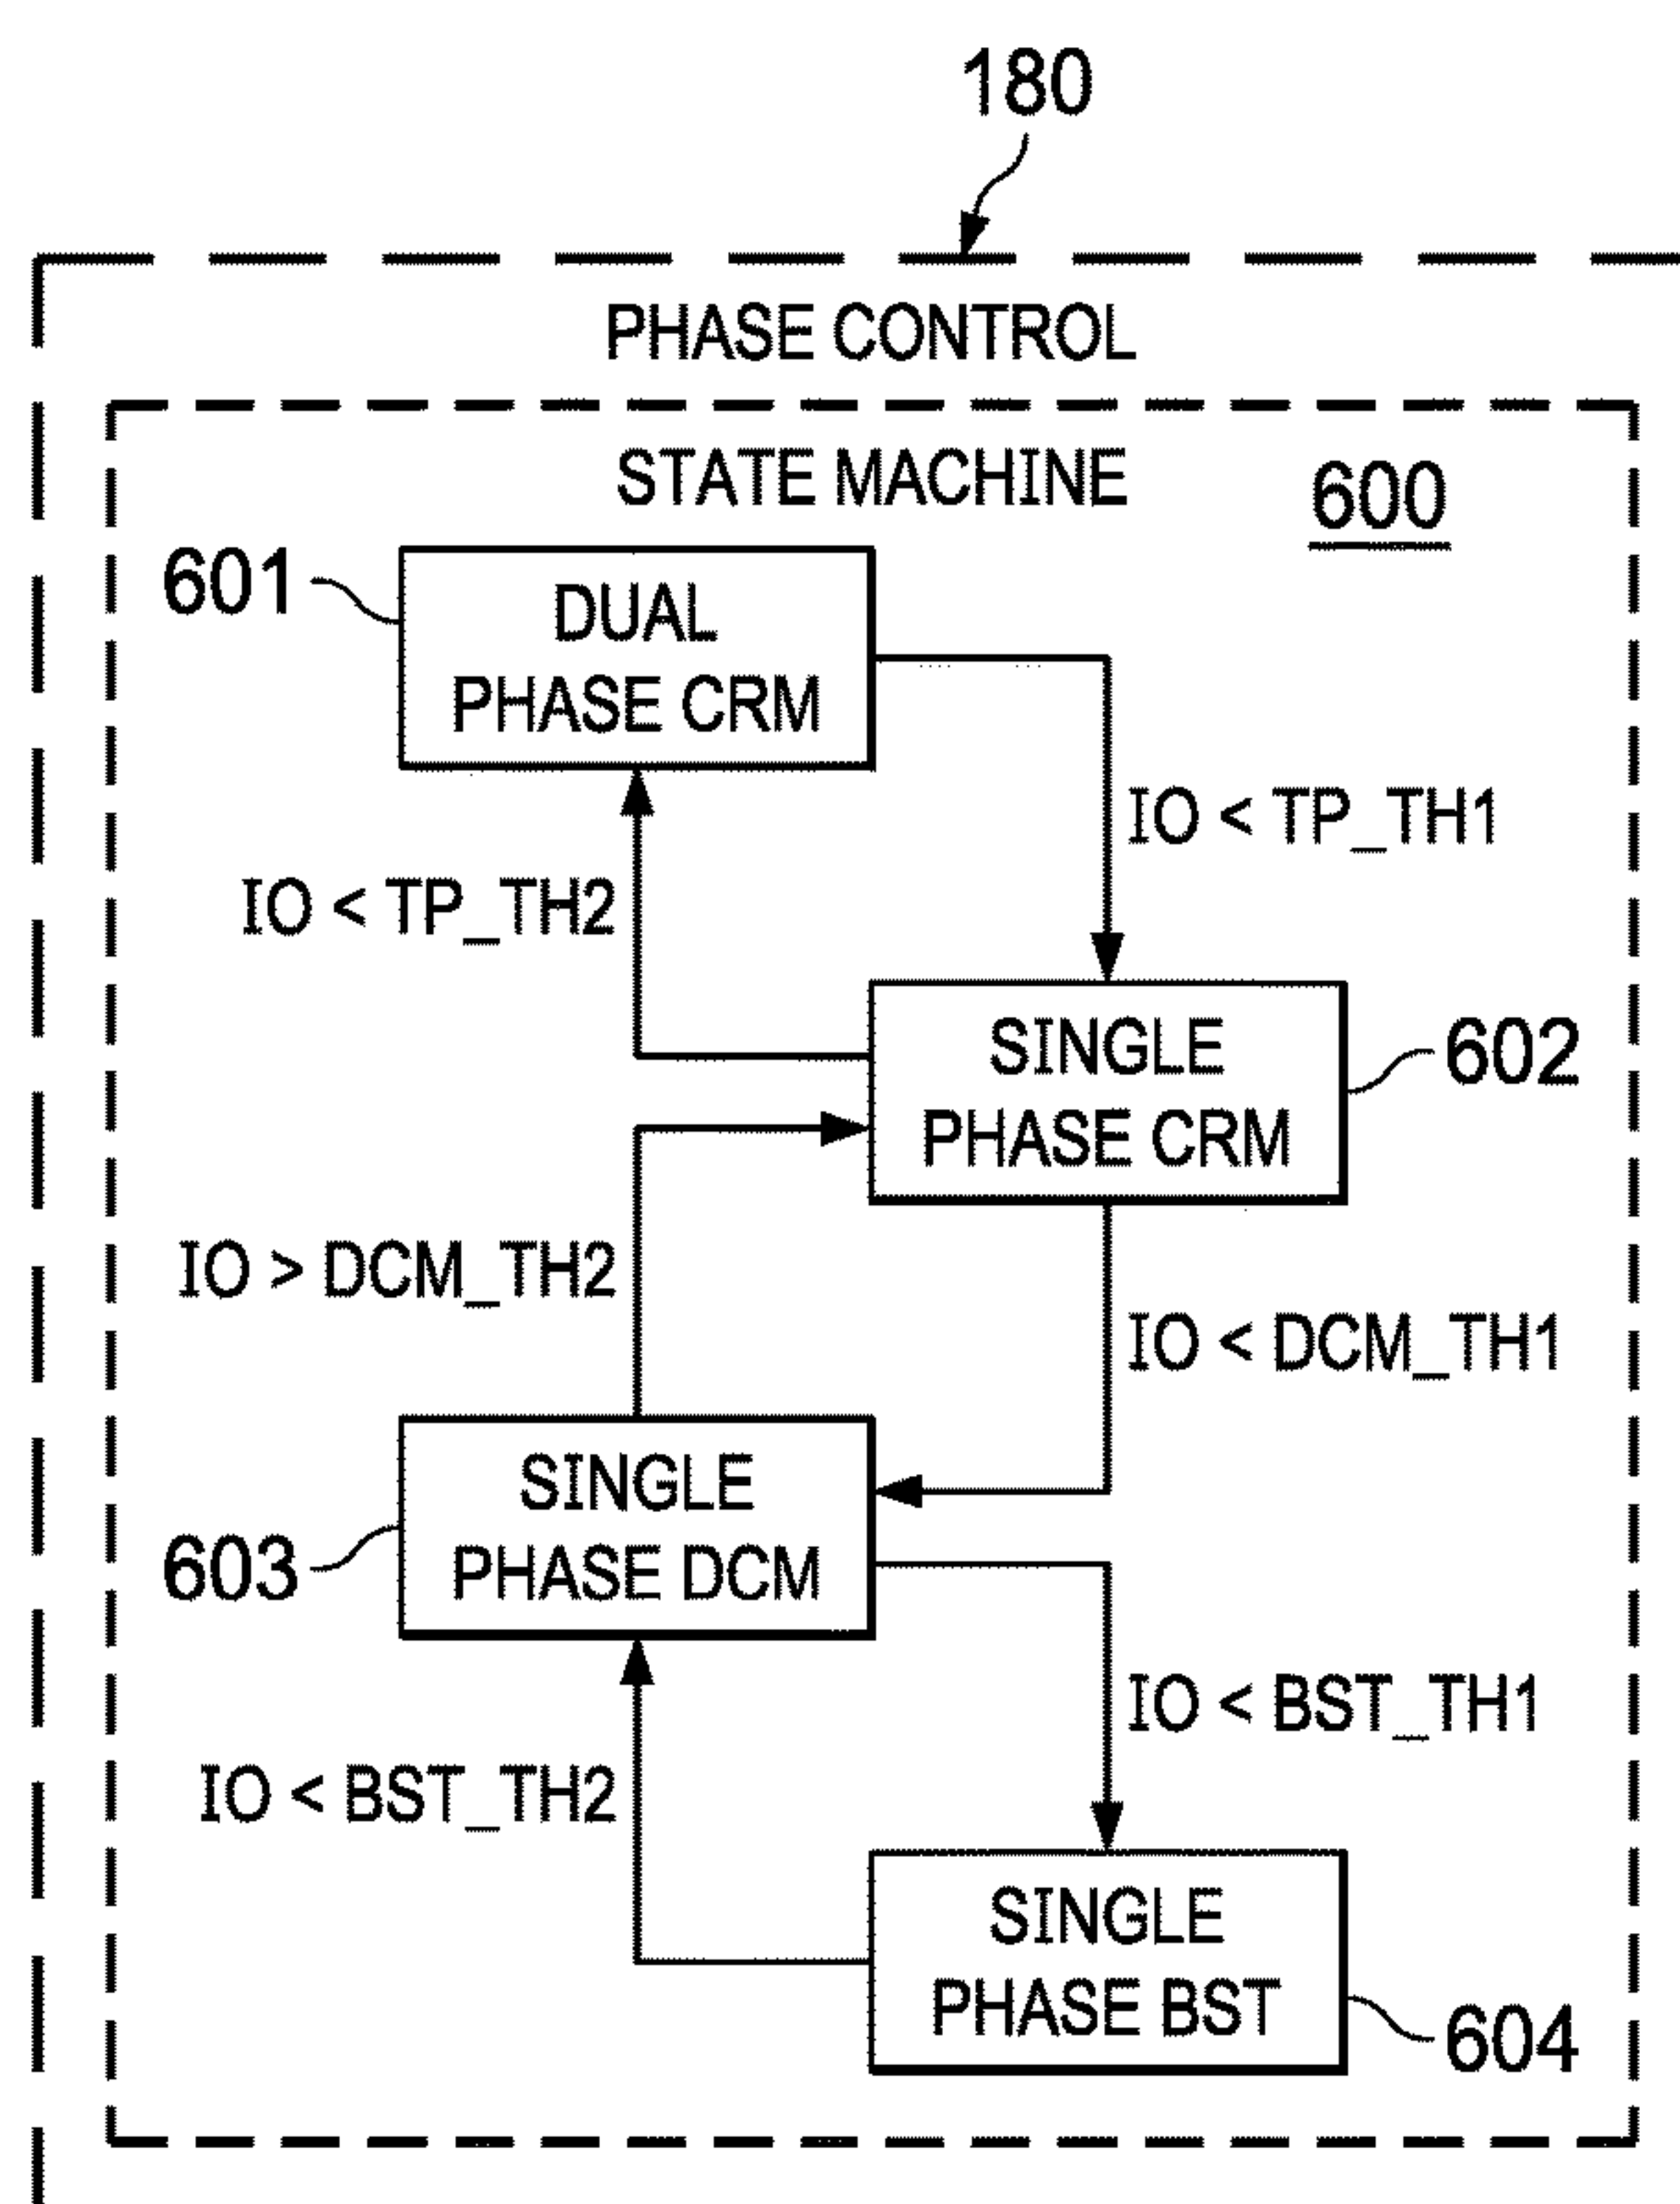 180
PHASE CONTROL
STATE MACHINE
600
601
DUAL
PHASE CRM
IO < TP_TH1
IO < TP_TH2
SINGLE
PHASE CRM
602
IO > DCM_TH2
IO < DCM_TH1
SINGLE
PHASE DCM
603
IO < BST_TH1
IO < BST_TH2
SINGLE
PHASE BST
604